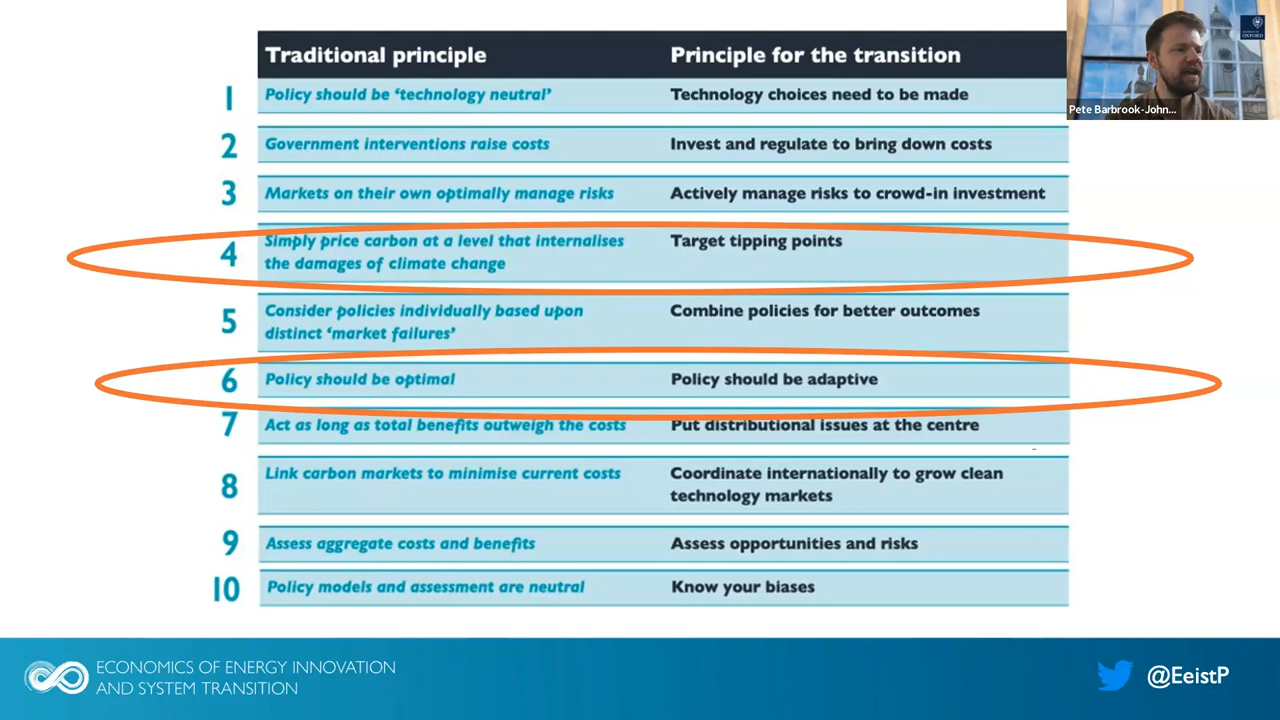 Traditional principle Principle for the transition
1 Policy should be ‘technology neutral’ Technology choices need to be made
2 Government interventions raise costs Invest and regulate to bring down costs
3 Markets on their own optimally manage risks Actively manage risks to crowd-in investment
4 Simply price carbon at a level that internalises Target tipping points
the damages of climate change
5 Consider policies individually based upon Combine policies for better outcomes
distinct ‘market failures’
6 Policy should be optimal Policy should be adaptive
7 Act as long as total benefits outweigh the costs Put distributional issues at the centre
8 Link carbon markets to minimise current costs Coordinate internationally to grow clean
technology markets
9 Assess aggregate costs and benefits Assess opportunities and risks
10 Policy models and assessment are neutral Know your biases
Pete Barbrook-John...
OXFORD
ECONOMICS OF ENERGY INNOVATION
AND SYSTEM TRANSITION
@EeistP